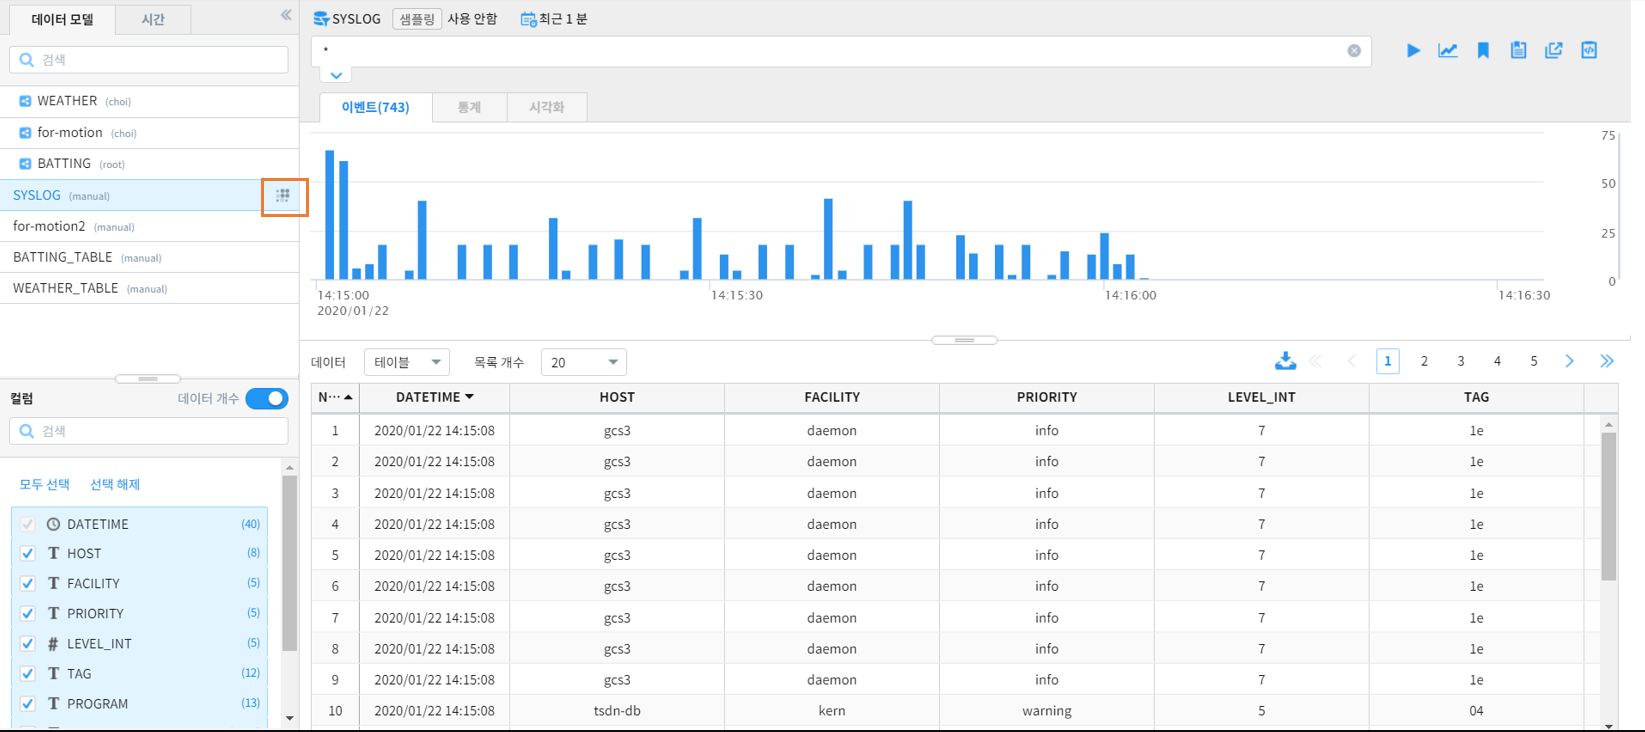 데이터 모델
시간
검색
WEATHER (choi)
for-motion (choi)
BATTING (root)
SYSLOG (manual)
for-motion2 (manual)
BATTING_TABLE (manual)
WEATHER_TABLE (manual)
컬럼
데이터 개수
검색
모두 선택 선택 해제
DATETIME (40)
HOST (8)
FACILITY (5)
PRIORITY (5)
LEVEL_INT (5)
TAG (12)
PROGRAM (13)
SYSLOG 샘플링 사용 안함 최근 1 분
*
이벤트(743) 통계 시각화
75
50
25
0
14:15:00 14:15:30 14:16:00 14:16:30
2020/01/22
데이터 테이블 목록 개수 20
1 2 3 4 5
N… DATETIME HOST FACILITY PRIORITY LEVEL_INT TAG
1 2020/01/22 14:15:08 gcs3 daemon info 7 1e
2 2020/01/22 14:15:08 gcs3 daemon info 7 1e
3 2020/01/22 14:15:08 gcs3 daemon info 7 1e
4 2020/01/22 14:15:08 gcs3 daemon info 7 1e
5 2020/01/22 14:15:08 gcs3 daemon info 7 1e
6 2020/01/22 14:15:08 gcs3 daemon info 7 1e
7 2020/01/22 14:15:08 gcs3 daemon info 7 1e
8 2020/01/22 14:15:08 gcs3 daemon info 7 1e
9 2020/01/22 14:15:08 gcs3 daemon info 7 1e
10 2020/01/22 14:15:08 tsdn-db kern warning 5 04